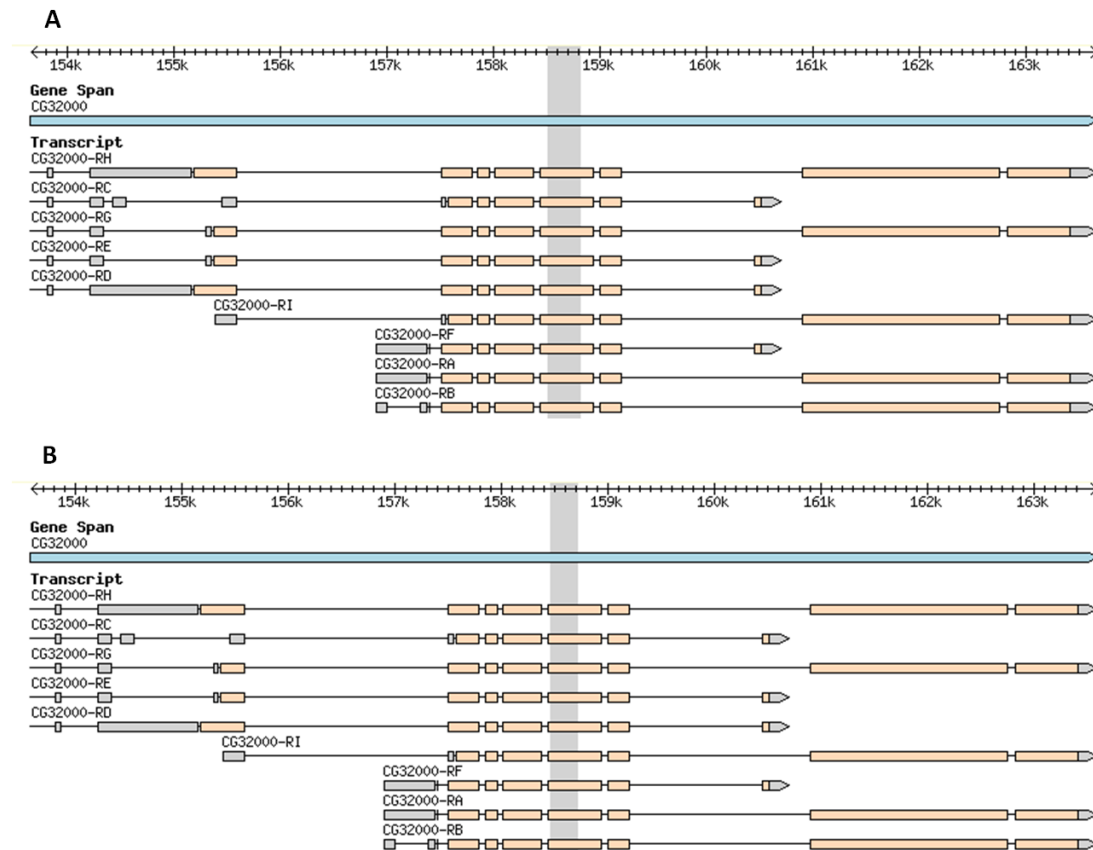 A
154k 155k 156k 157k 158k 159k 160k 161k 162k 163k
Gene Span
CG32000
Transcript
CG32000-RH
CG32000-RC
CG32000-RG
CG32000-RE
CG32000-RD
CG32000-RI
CG32000-RF
CG32000-RA
CG32000-RB
B
154k 155k 156k 157k 158k 159k 160k 161k 162k 163k
Gene Span
CG32000
Transcript
CG32000-RH
CG32000-RC
CG32000-RG
CG32000-RE
CG32000-RD
CG32000-RI
CG32000-RF
CG32000-RA
CG32000-RB